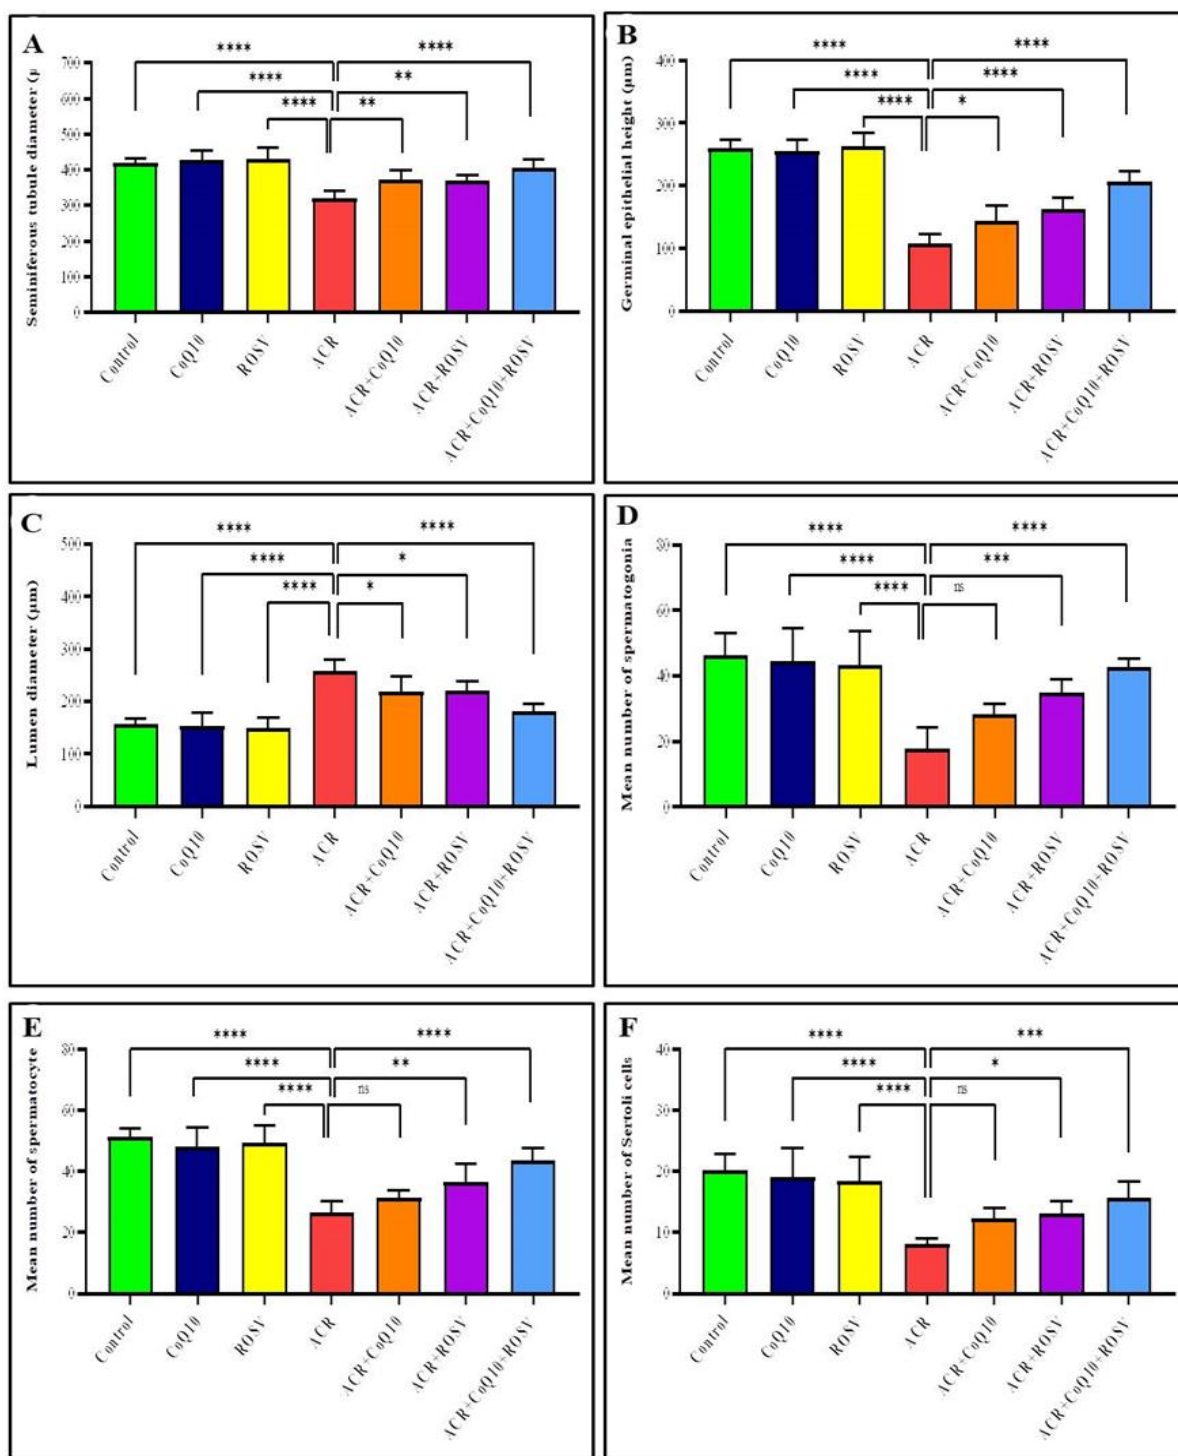 A
**** ****
**** **
**** **
Seminiferous tubule diameter (µ
700
600
500
400
300
200
100
0
Control
CoQ10
ROSV
ACR
ACR+CoQ10
ACR+ROSV
ACR+CoQ10+ROSV
B
**** ****
**** ****
**** *
Germinal epithelial height (µm)
400
300
200
100
0
Control
CoQ10
ROSV
ACR
ACR+CoQ10
ACR+ROSV
ACR+CoQ10+ROSV
C
**** ****
**** *
**** *
Lumen diameter (µm)
500
400
300
200
100
0
Control
CoQ10
ROSV
ACR
ACR+CoQ10
ACR+ROSV
ACR+CoQ10+ROSV
D
**** ****
**** ***
**** ns
Mean number of spermatogonia
80
60
40
20
0
Control
CoQ10
ROSV
ACR
ACR+CoQ10
ACR+ROSV
ACR+CoQ10+ROSV
E
**** ****
**** **
**** ns
Mean number of spermatocyte
80
60
40
20
0
Control
CoQ10
ROSV
ACR
ACR+CoQ10
ACR+ROSV
ACR+CoQ10+ROSV
F
**** ***
**** *
**** ns
Mean number of Sertoli cells
40
30
20
10
0
Control
CoQ10
ROSV
ACR
ACR+CoQ10
ACR+ROSV
ACR+CoQ10+ROSV